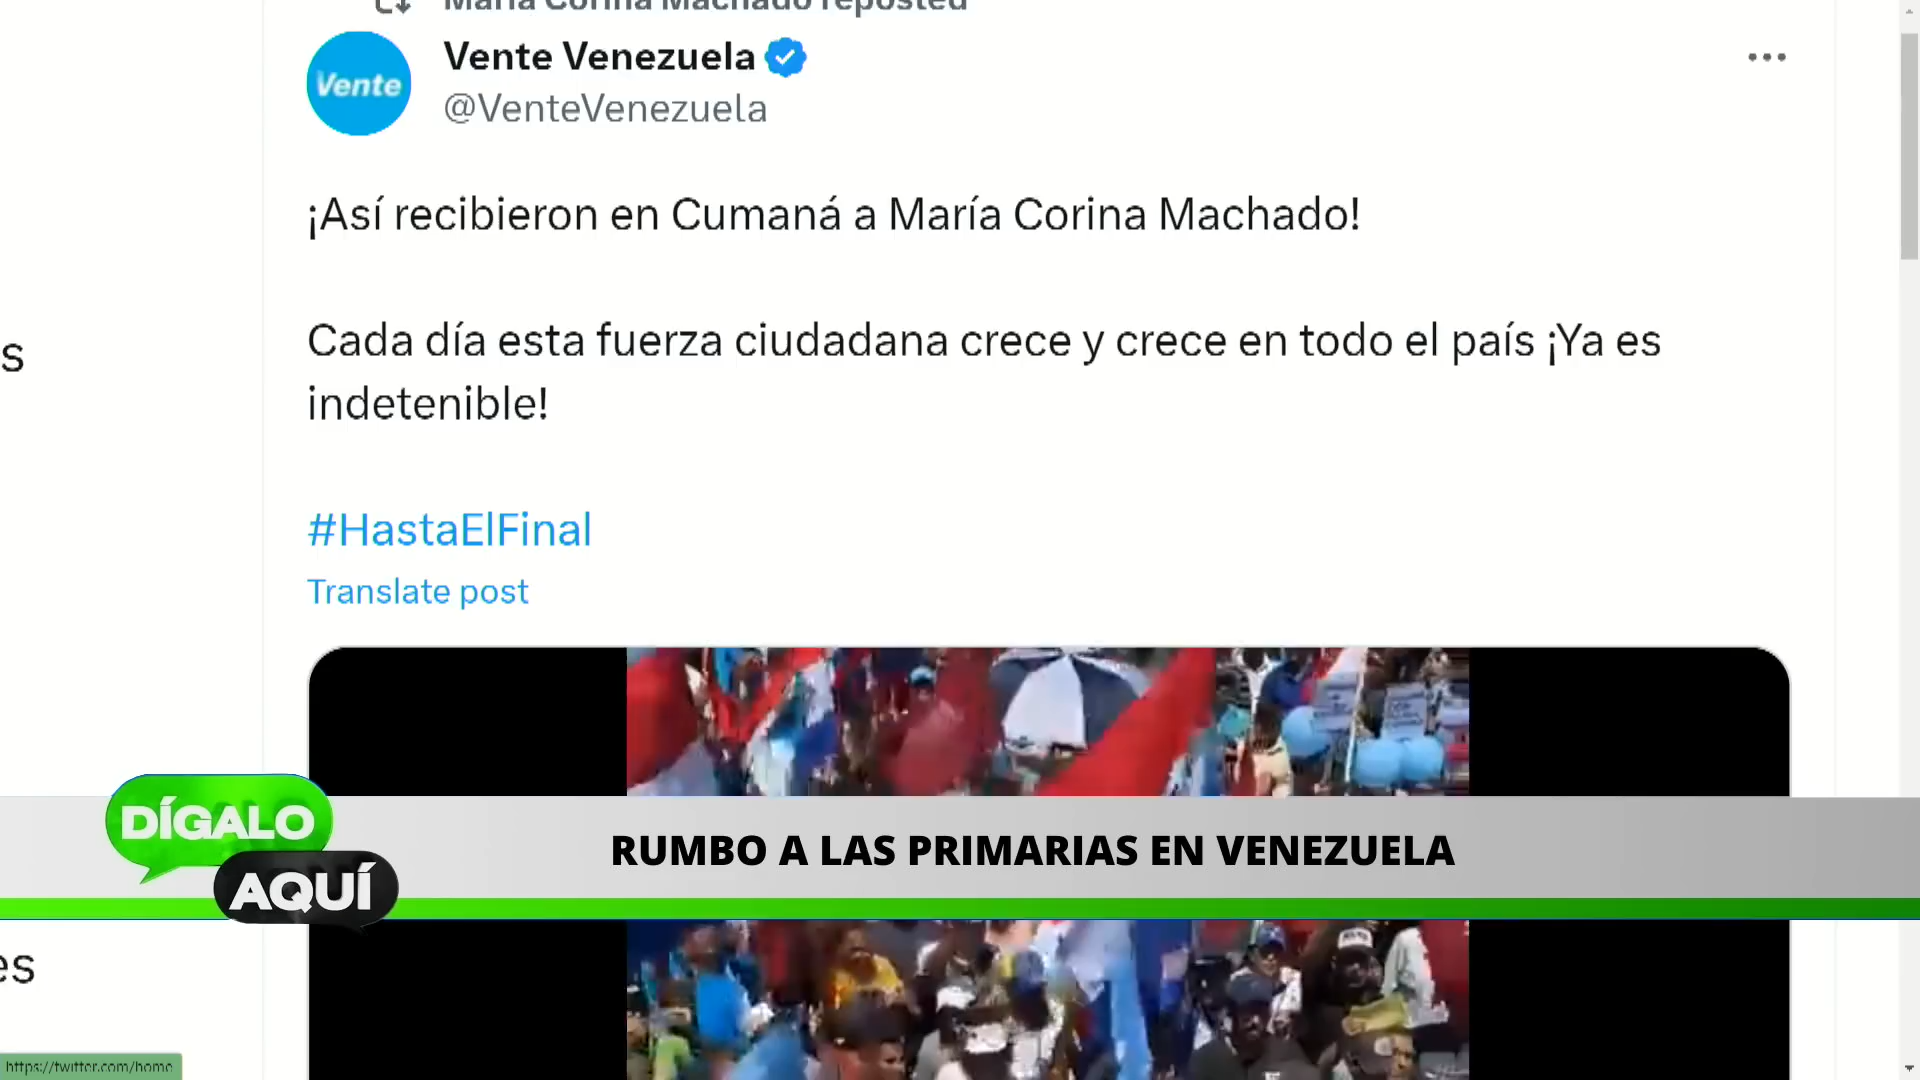 María Corina Machado reposted
Vente
Vente Venezuela
@VenteVenezuela
¡Así recibieron en Cumaná a María Corina Machado!
Cada día esta fuerza ciudadana crece y crece en todo el país ¡Ya es
indetenible!
#HastaElFinal
Translate post
s
DÍGALO
AQUÍ
RUMBO A LAS PRIMARIAS EN VENEZUELA
es
https://twitter.com/home